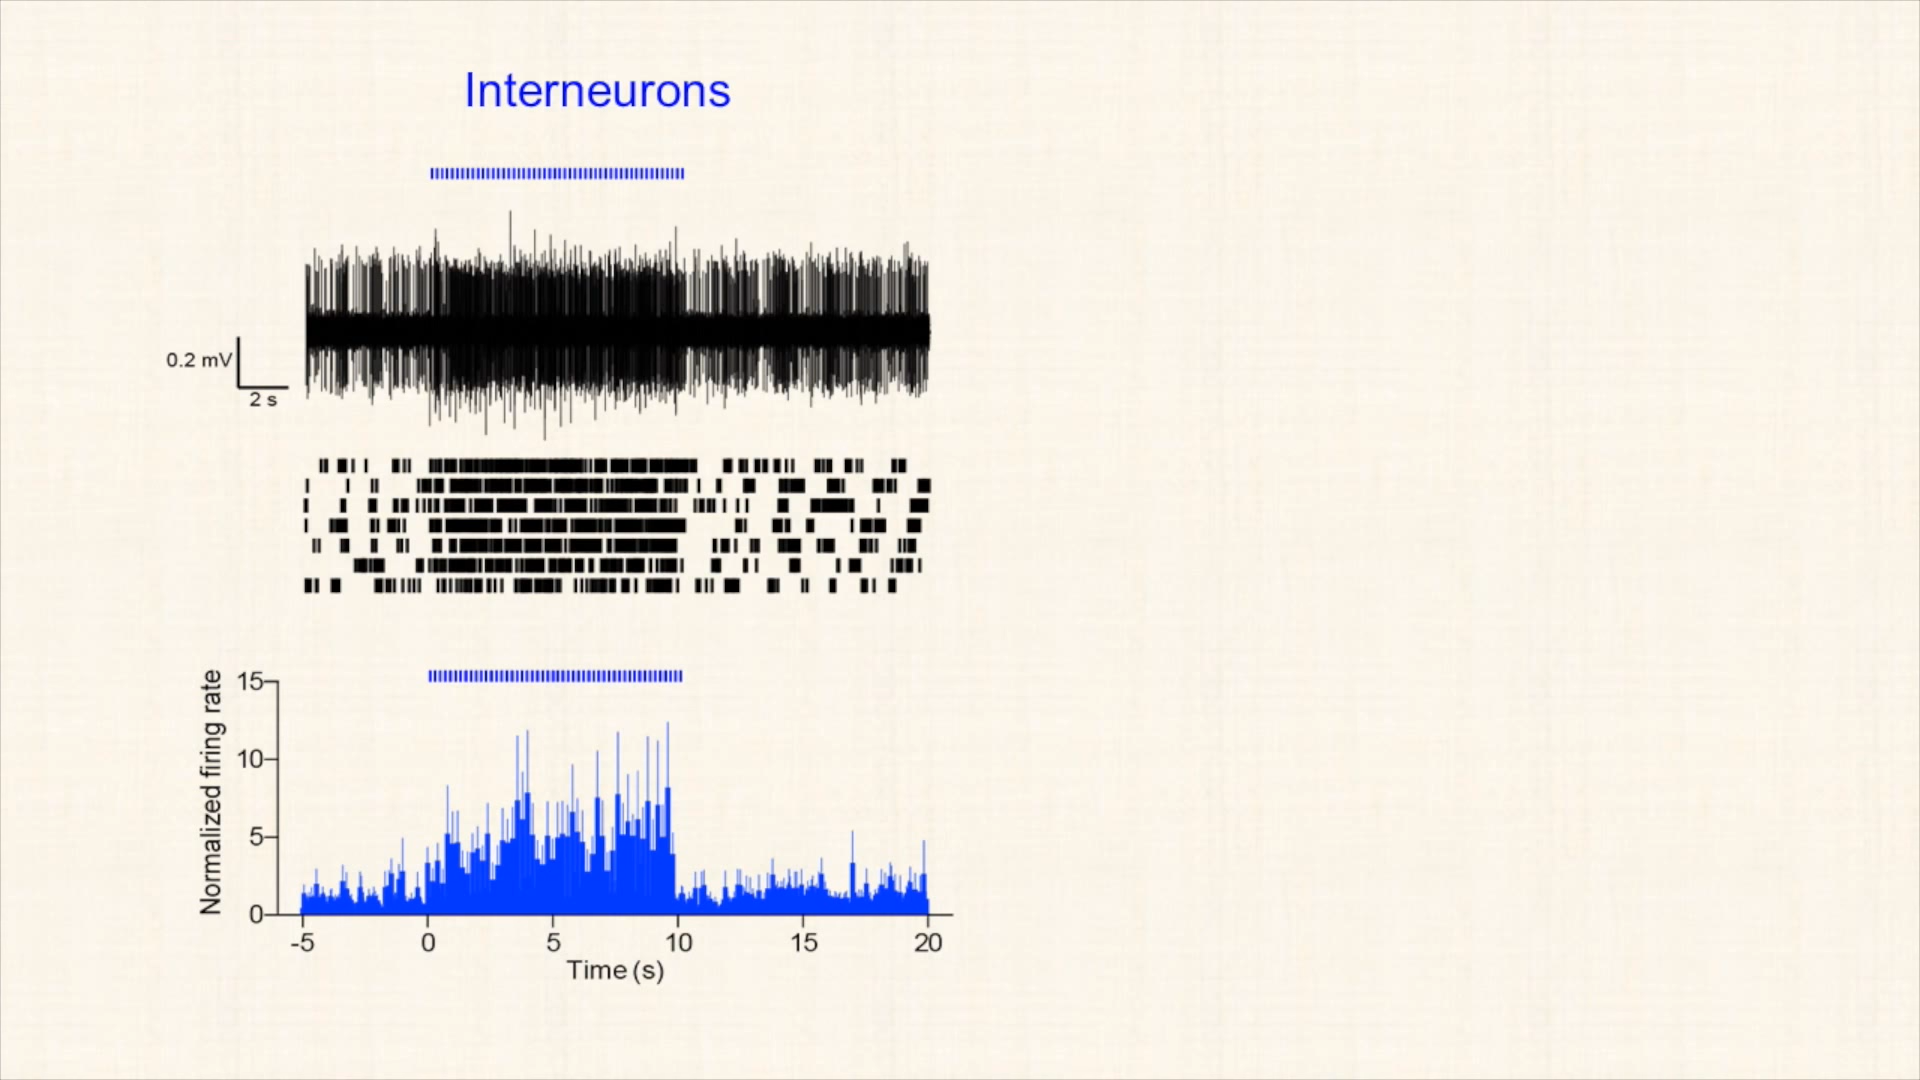 Interneurons
0.2 mV
2 s
Normalized firing rate
15
10
5
0
-5 0 5 10 15 20
Time (s)